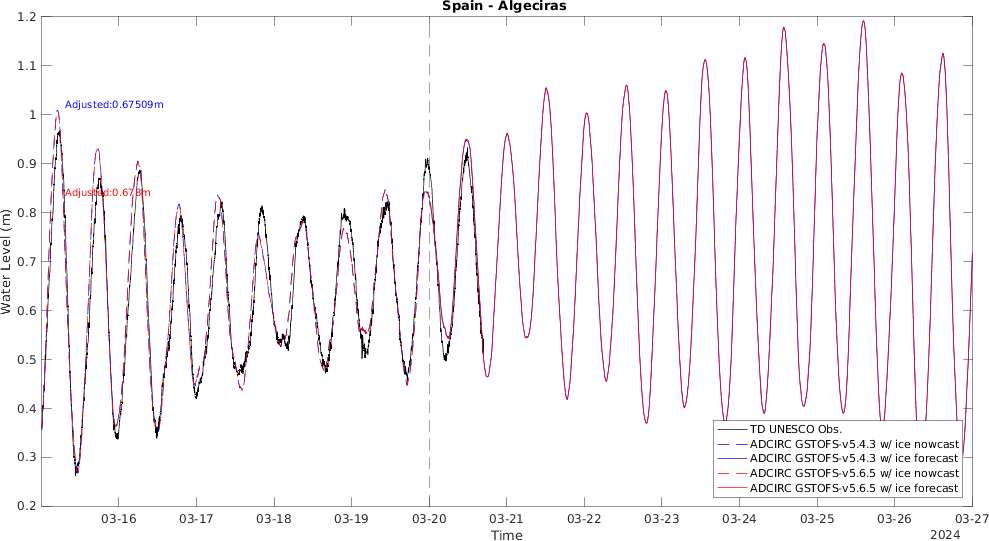 Spain - Algeciras
1.2
1.1
1
0.9
0.8
0.7
0.6
0.5
0.4
0.3
0.2
Water Level (m)
Adjusted:0.67509m
Adjusted:0.678m
TD UNESCO Obs.
ADCIRC GSTOFS-v5.4.3 w/ ice nowcast
ADCIRC GSTOFS-v5.4.3 w/ ice forecast
ADCIRC GSTOFS-v5.6.5 w/ ice nowcast
ADCIRC GSTOFS-v5.6.5 w/ ice forecast
03-16 03-17 03-18 03-19 03-20 03-21 03-22 03-23 03-24 03-25 03-26 03-27
Time
2024